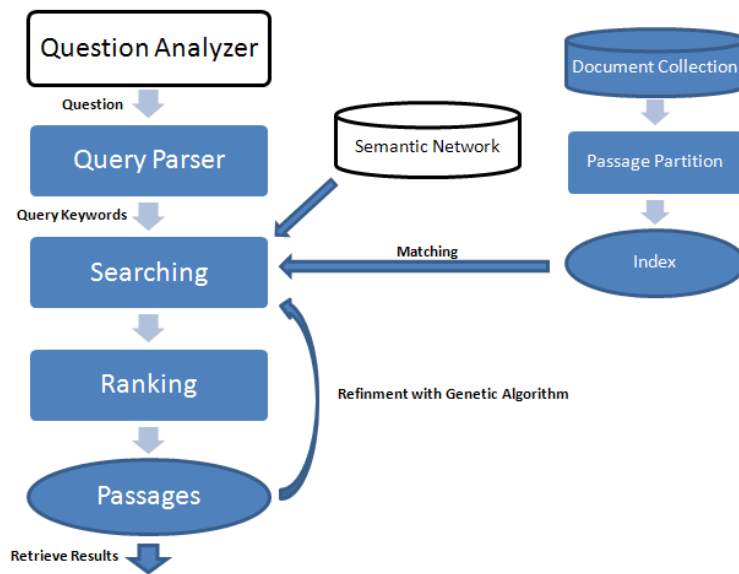 Question Analyzer
Document Collection
Question
Query Parser
Semantic Network
Passage Partition
Query Keywords
Matching
Searching
Index
Ranking
Refinment with Genetic Algorithm
Passages
Retrieve Results